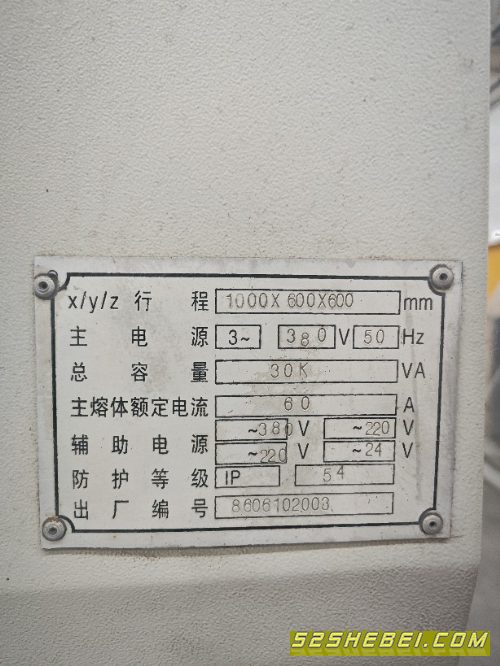 x/y/z 行 程 1000X600X600 mm
主 电 源 3~ 380 V 50 Hz
总 容 量 30K VA
主熔体额定电流 60 A
~380 V ~220 V
辅 助 电 源
~220 V ~24 V
防 护 等 级 IP 54
出 厂 编 号 8606102003
52SHEBEI.COM